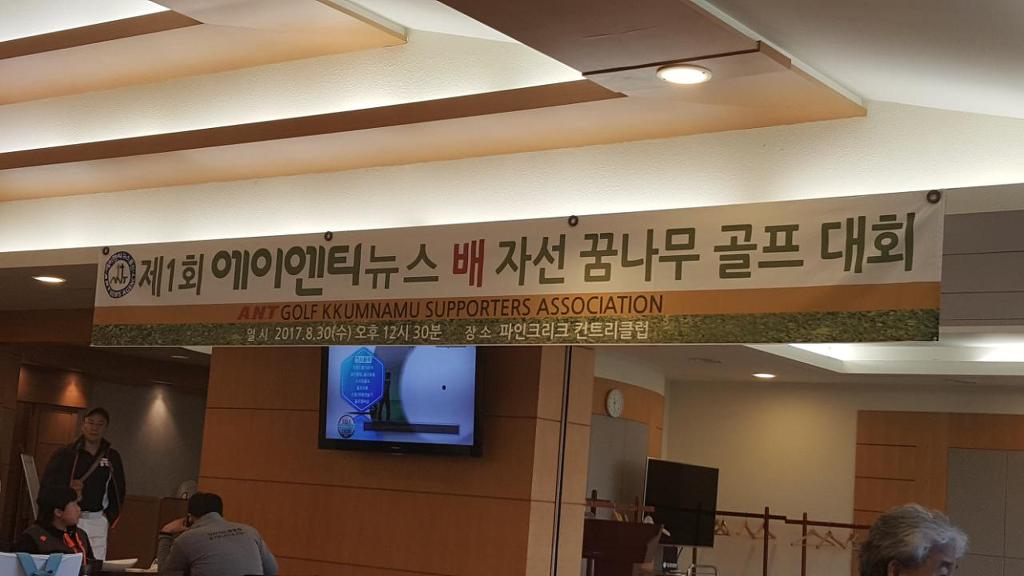 제1회 에이엔티뉴스 배 자선 꿈나무 골프 대회
ANT GOLF KKUMNAMU SUPPORTERS ASSOCIATION
일 시 2017.8.30(수) 오후 12시 30분 장 소 파인크리크 컨트리클럽